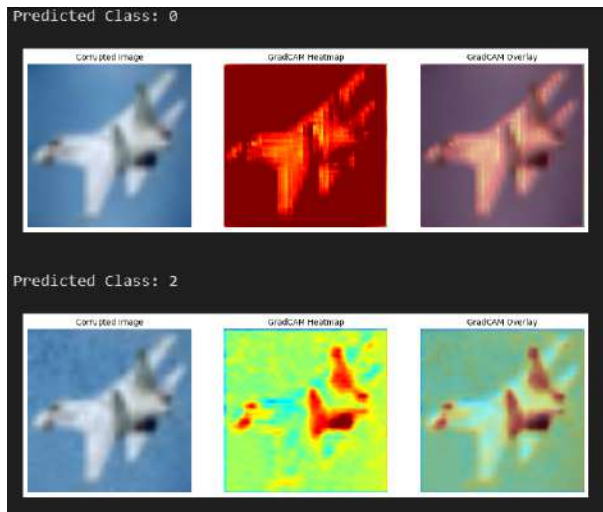 Predicted Class: 0
Corrupted Image GradCAM Heatmap GradCAM Overlay
Predicted Class: 2
Corrupted Image GradCAM Heatmap GradCAM Overlay